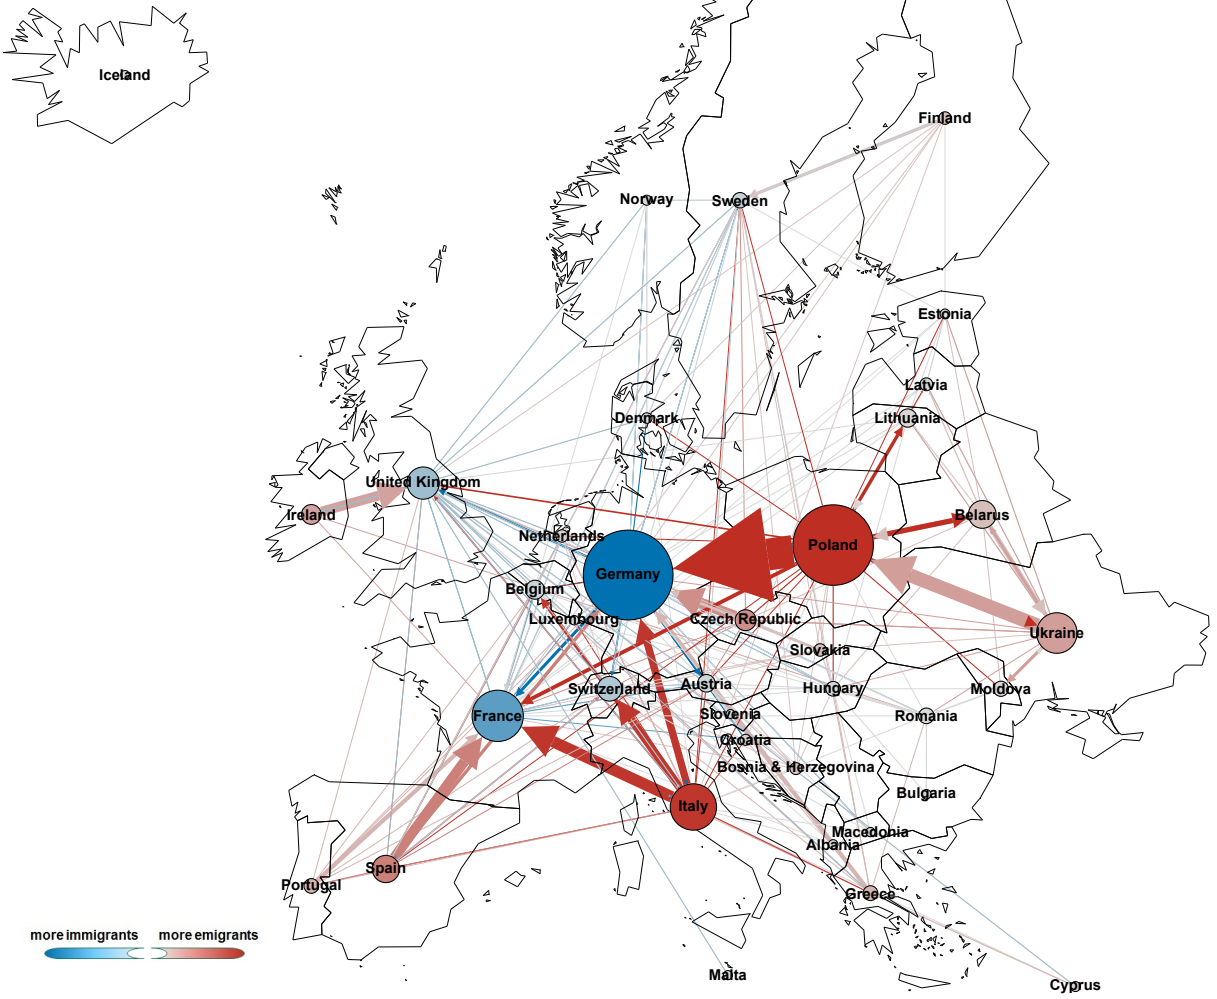 Iceland
Finland
Norway
Sweden
Estonia
Latvia
Denmark
Lithuania
United Kingdom
Ireland
Belarus
Netherlands
Poland
Germany
Belgium
Luxembourg
Czech Republic
Ukraine
Slovakia
Switzerland
Austria
Hungary
Moldova
France
Slovenia
Romania
Croatia
Bosnia & Herzegovina
Bulgaria
Italy
Macedonia
Albania
Spain
Portugal
Greece
more immigrants
more emigrants
Malta
Cyprus